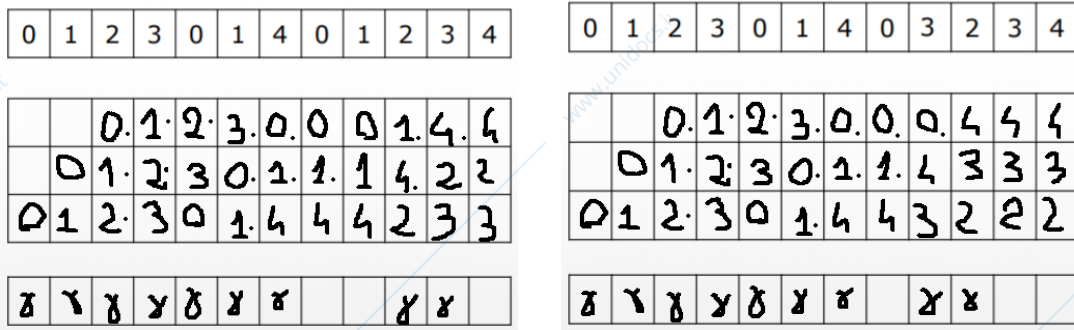 0 1 2 3 0 1 4 0 1 2 3 4
0. 1. 2. 3. 0. 0 0 1. 4. 4
0 1. 2. 3 0. 1. 1. 1 4. 2 2
0 1 2. 3. 0 1. 4 4 4 2 3 3
x x x x x x x x x
0 1 2 3 0 1 4 0 3 2 3 4
0. 1. 2. 3. 0. 0. 0. 4 4 4
0 1. 2. 3 0. 1. 1. 4 3 3 3
0 1 2. 3. 0 1. 4 4 3 2 2 2
x x x x x x x x x